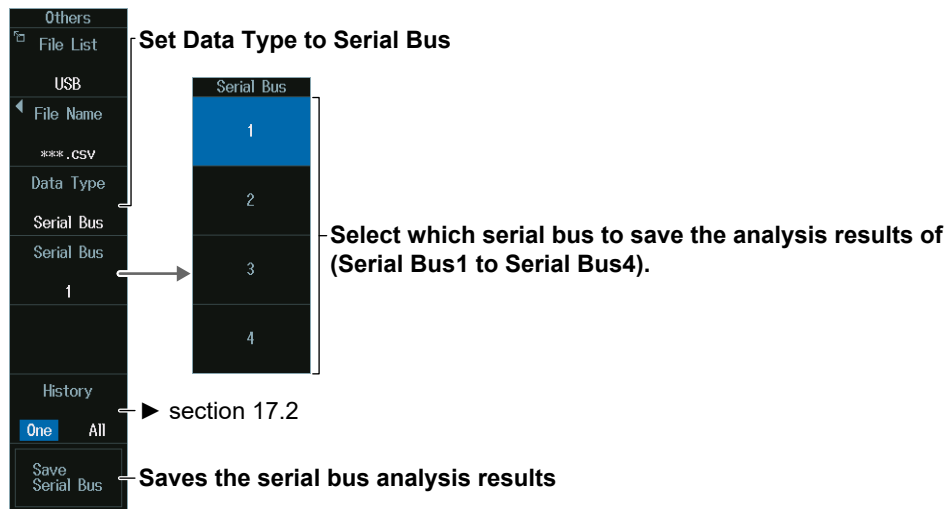 Others
File List
USB
File Name
***.CSV
Data Type
Serial Bus
Serial Bus
1
History
One All
Save
Serial Bus
Set Data Type to Serial Bus
Serial Bus
1
2
3
4
Select which serial bus to save the analysis results of
(Serial Bus1 to Serial Bus4).
► section 17.2
Saves the serial bus analysis results